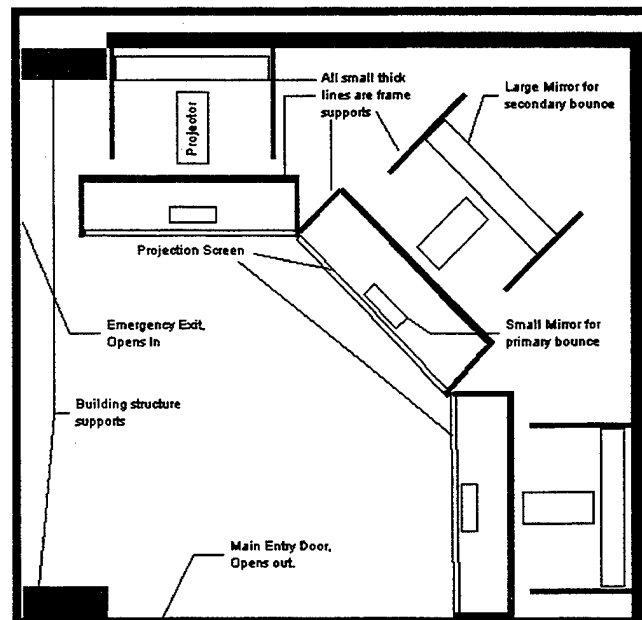 All small thick
lines are frame
supports
Large Mirror for
secondary bounce
Projector
Projection Screen
Emergency Exit,
Opens In
Small Mirror for
primary bounce
Building structure
supports
Main Entry Door,
Opens out.